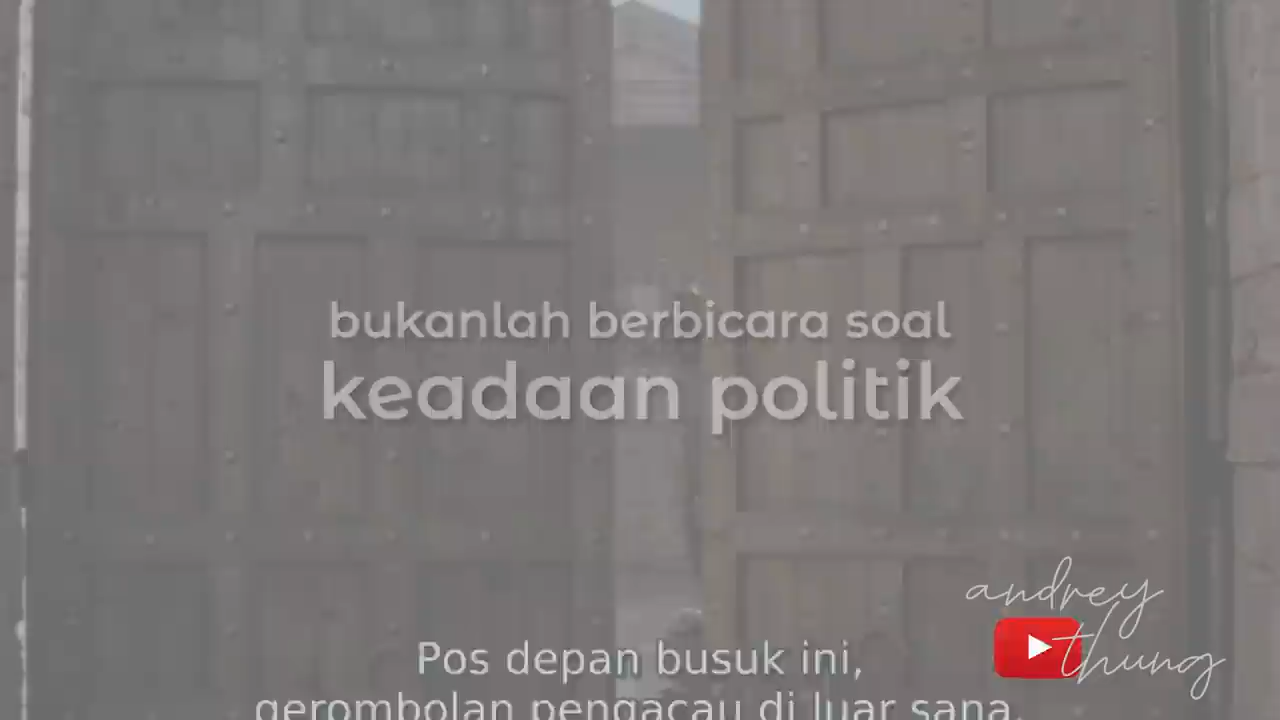 bukanlah berbicara soal
keadaan politik
andrey
thung
Pos depan busuk ini,
gerombolan pengacau di luar sana,